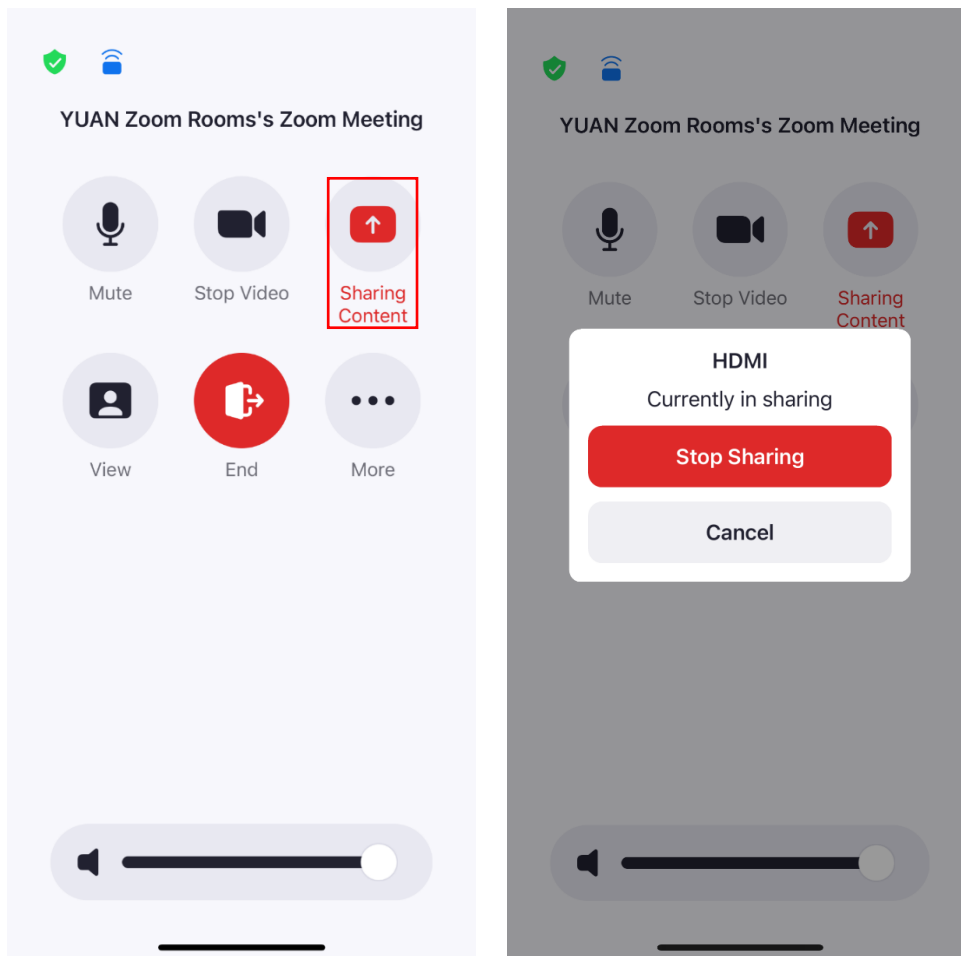 YUAN Zoom Rooms's Zoom Meeting
Mute
Stop Video
Sharing
Content
View
End
More
YUAN Zoom Rooms's Zoom Meeting
Mute
Stop Video
Sharing
Content
HDMI
Currently in sharing
Stop Sharing
Cancel